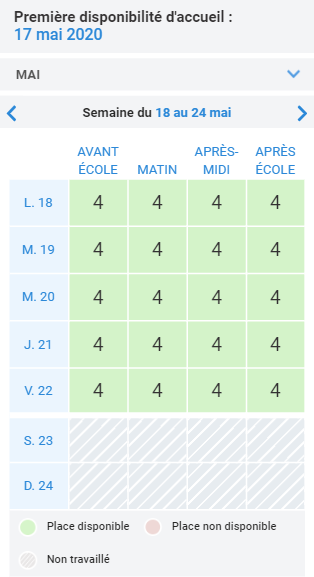 Première disponibilité d'accueil :
17 mai 2020
MAI
Semaine du 18 au 24 mai
AVANT ÉCOLE MATIN APRÈS-MIDI APRÈS ÉCOLE
L. 18 4 4 4 4
M. 19 4 4 4 4
M. 20 4 4 4 4
J. 21 4 4 4 4
V. 22 4 4 4 4
S. 23
D. 24
Place disponible Place non disponible
Non travaillé